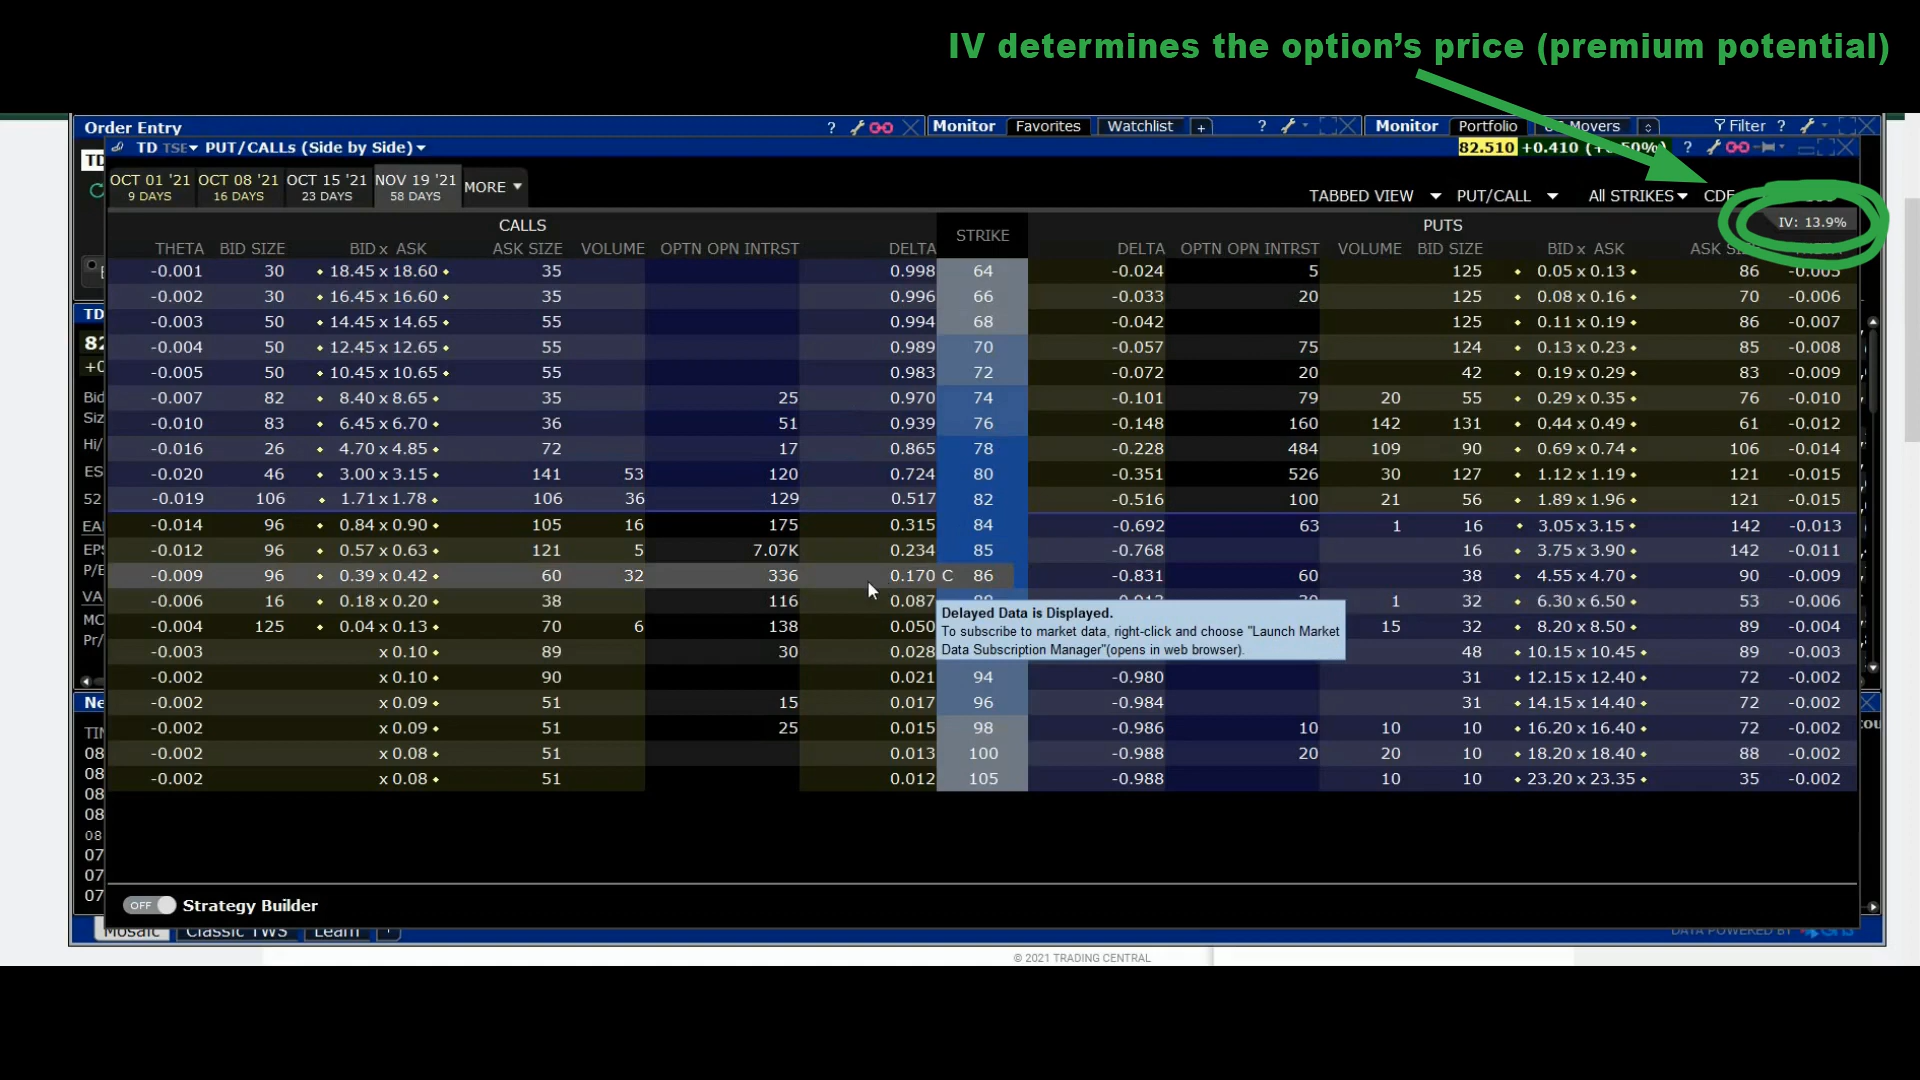 IV determines the option's price (premium potential)
Order Entry ? Monitor Favorites Watchlist + ? Monitor Portfolio Movers Filter ?
TD TSE PUT/CALLs (Side by Side) 82.510 +0.410 ?
OCT 01 '21 OCT 08 '21 OCT 15 '21 NOV 19 '21 MORE
9 DAYS 16 DAYS 23 DAYS 58 DAYS
TABBED VIEW PUT/CALL All STRIKES CDE
CALLS STRIKE PUTS IV: 13.9%
THETA BID SIZE BID x ASK ASK SIZE VOLUME OPTN OPN INTRST DELTA DELTA OPTN OPN INTRST VOLUME BID SIZE BID x ASK
-0.001 30 18.45 x 18.60 35 0.998 64 -0.024 5 125 0.05 x 0.13 86 -0.005
-0.002 30 16.45 x 16.60 35 0.996 66 -0.033 20 125 0.08 x 0.16 70 -0.006
-0.003 50 14.45 x 14.65 55 0.994 68 -0.042 125 0.11 x 0.19 86 -0.007
-0.004 50 12.45 x 12.65 55 0.989 70 -0.057 75 124 0.13 x 0.23 85 -0.008
-0.005 50 10.45 x 10.65 55 0.983 72 -0.072 20 42 0.19 x 0.29 83 -0.009
-0.007 82 8.40 x 8.65 35 25 0.970 74 -0.101 79 20 55 0.29 x 0.35 76 -0.010
-0.010 83 6.45 x 6.70 36 51 0.939 76 -0.148 160 142 131 0.44 x 0.49 61 -0.012
-0.016 26 4.70 x 4.85 72 17 0.865 78 -0.228 484 109 90 0.69 x 0.74 106 -0.014
-0.020 46 3.00 x 3.15 141 53 120 0.724 80 -0.351 526 30 127 1.12 x 1.19 121 -0.015
-0.019 106 1.71 x 1.78 106 36 129 0.517 82 -0.516 100 21 56 1.89 x 1.96 121 -0.015
-0.014 96 0.84 x 0.90 105 16 175 0.315 84 -0.692 63 1 16 3.05 x 3.15 142 -0.013
-0.012 96 0.57 x 0.63 121 5 7.07K 0.234 85 -0.768 16 3.75 x 3.90 142 -0.011
-0.009 96 0.39 x 0.42 60 32 336 0.170 C 86 -0.831 60 38 4.55 x 4.70 90 -0.009
-0.006 16 0.18 x 0.20 38 116 0.087 1 32 6.30 x 6.50 53 -0.006
-0.004 125 0.04 x 0.13 70 6 138 0.050 15 32 8.20 x 8.50 89 -0.004
-0.003 x 0.10 89 30 0.028 48 10.15 x 10.45 89 -0.003
Delayed Data is Displayed.
To subscribe to market data, right-click and choose "Launch Market
Data Subscription Manager"(opens in web browser).
-0.002 x 0.10 90 0.021 94 -0.980 31 12.15 x 12.40 72 -0.002
-0.002 x 0.09 51 15 0.017 96 -0.984 31 14.15 x 14.40 72 -0.002
-0.002 x 0.09 51 25 0.015 98 -0.986 10 10 10 16.20 x 16.40 72 -0.002
-0.002 x 0.08 51 0.013 100 -0.988 20 20 10 18.20 x 18.40 88 -0.002
-0.002 x 0.08 51 0.012 105 -0.988 10 10 23.20 x 23.35 35 -0.002
OFF Strategy Builder
Mosaic Classic TWS Learn
DATA POWERED BY
© 2021 TRADING CENTRAL